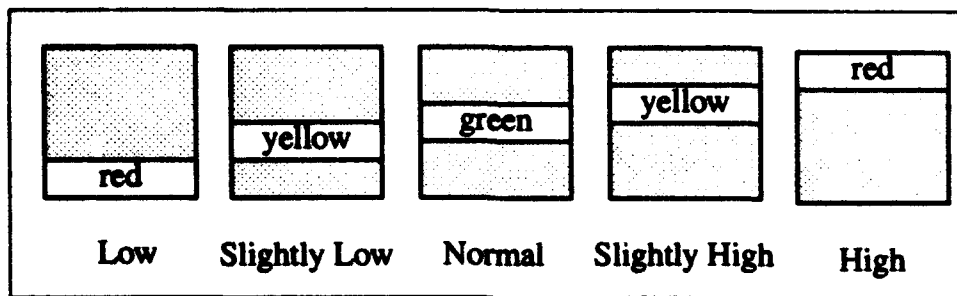 red
yellow
green
yellow
red
Low
Slightly Low
Normal
Slightly High
High